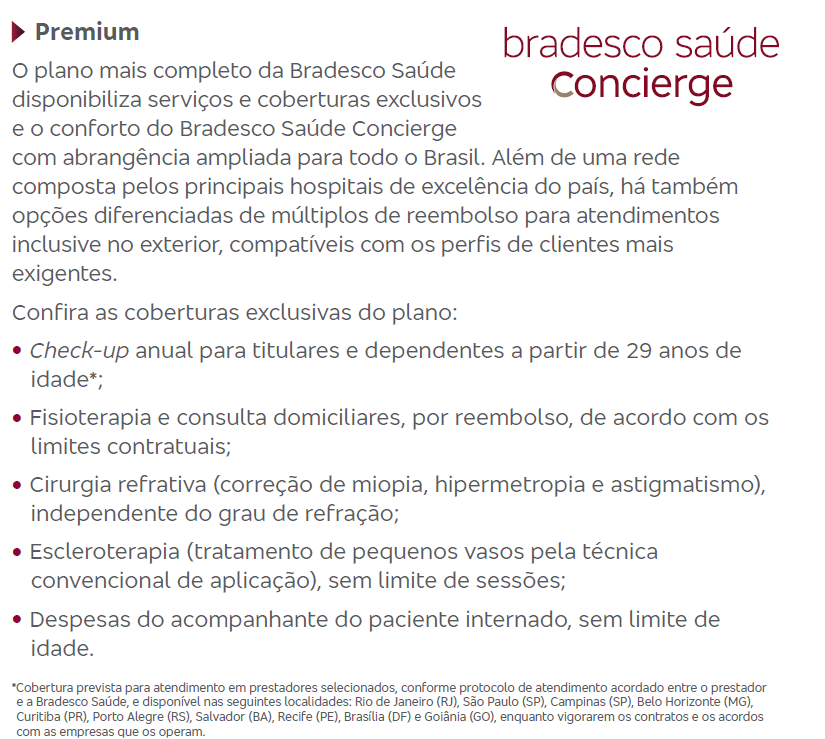 Premium
bradesco saúde
Concierge
O plano mais completo da Bradesco Saúde
disponibiliza serviços e coberturas exclusivos
e o conforto do Bradesco Saúde Concierge
com abrangência ampliada para todo o Brasil. Além de uma rede
composta pelos principais hospitais de excelência do país, há também
opções diferenciadas de múltiplos de reembolso para atendimentos
inclusive no exterior, compatíveis com os perfis de clientes mais
exigentes.
Confira as coberturas exclusivas do plano:
• Check-up anual para titulares e dependentes a partir de 29 anos de
idade*;
• Fisioterapia e consulta domiciliares, por reembolso, de acordo com os
limites contratuais;
• Cirurgia refrativa (correção de miopia, hipermetropia e astigmatismo),
independente do grau de refração;
• Escleroterapia (tratamento de pequenos vasos pela técnica
convencional de aplicação), sem limite de sessões;
• Despesas do acompanhante do paciente internado, sem limite de
idade.
*Cobertura prevista para atendimento em prestadores selecionados, conforme protocolo de atendimento acordado entre o prestador
e a Bradesco Saúde, e disponível nas seguintes localidades: Rio de Janeiro (RJ), São Paulo (SP), Campinas (SP), Belo Horizonte (MG),
Curitiba (PR), Porto Alegre (RS), Salvador (BA), Recife (PE), Brasília (DF) e Goiânia (GO), enquanto vigorarem os contratos e os acordos
com as empresas que os operam.